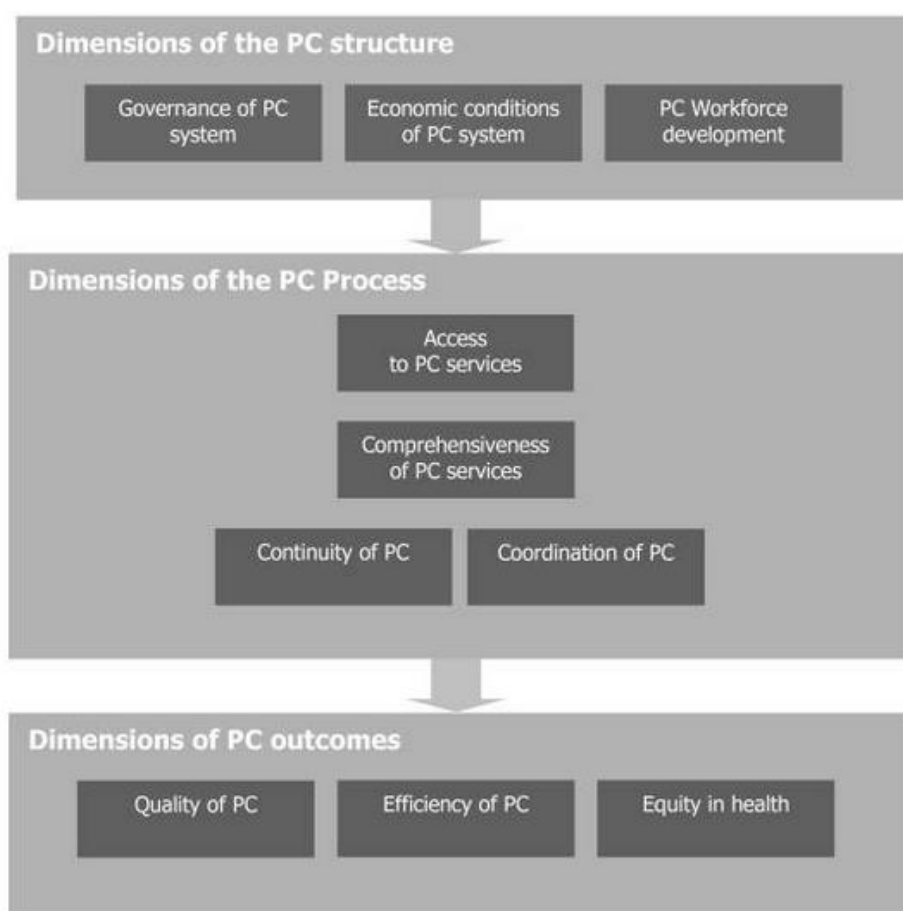 Dimensions of the PC structure
Governance of PC
system
Economic conditions
of PC system
PC Workforce
development
Dimensions of the PC Process
Access
to PC services
Comprehensiveness
of PC services
Continuity of PC
Coordination of PC
Dimensions of PC outcomes
Quality of PC
Efficiency of PC
Equity in health